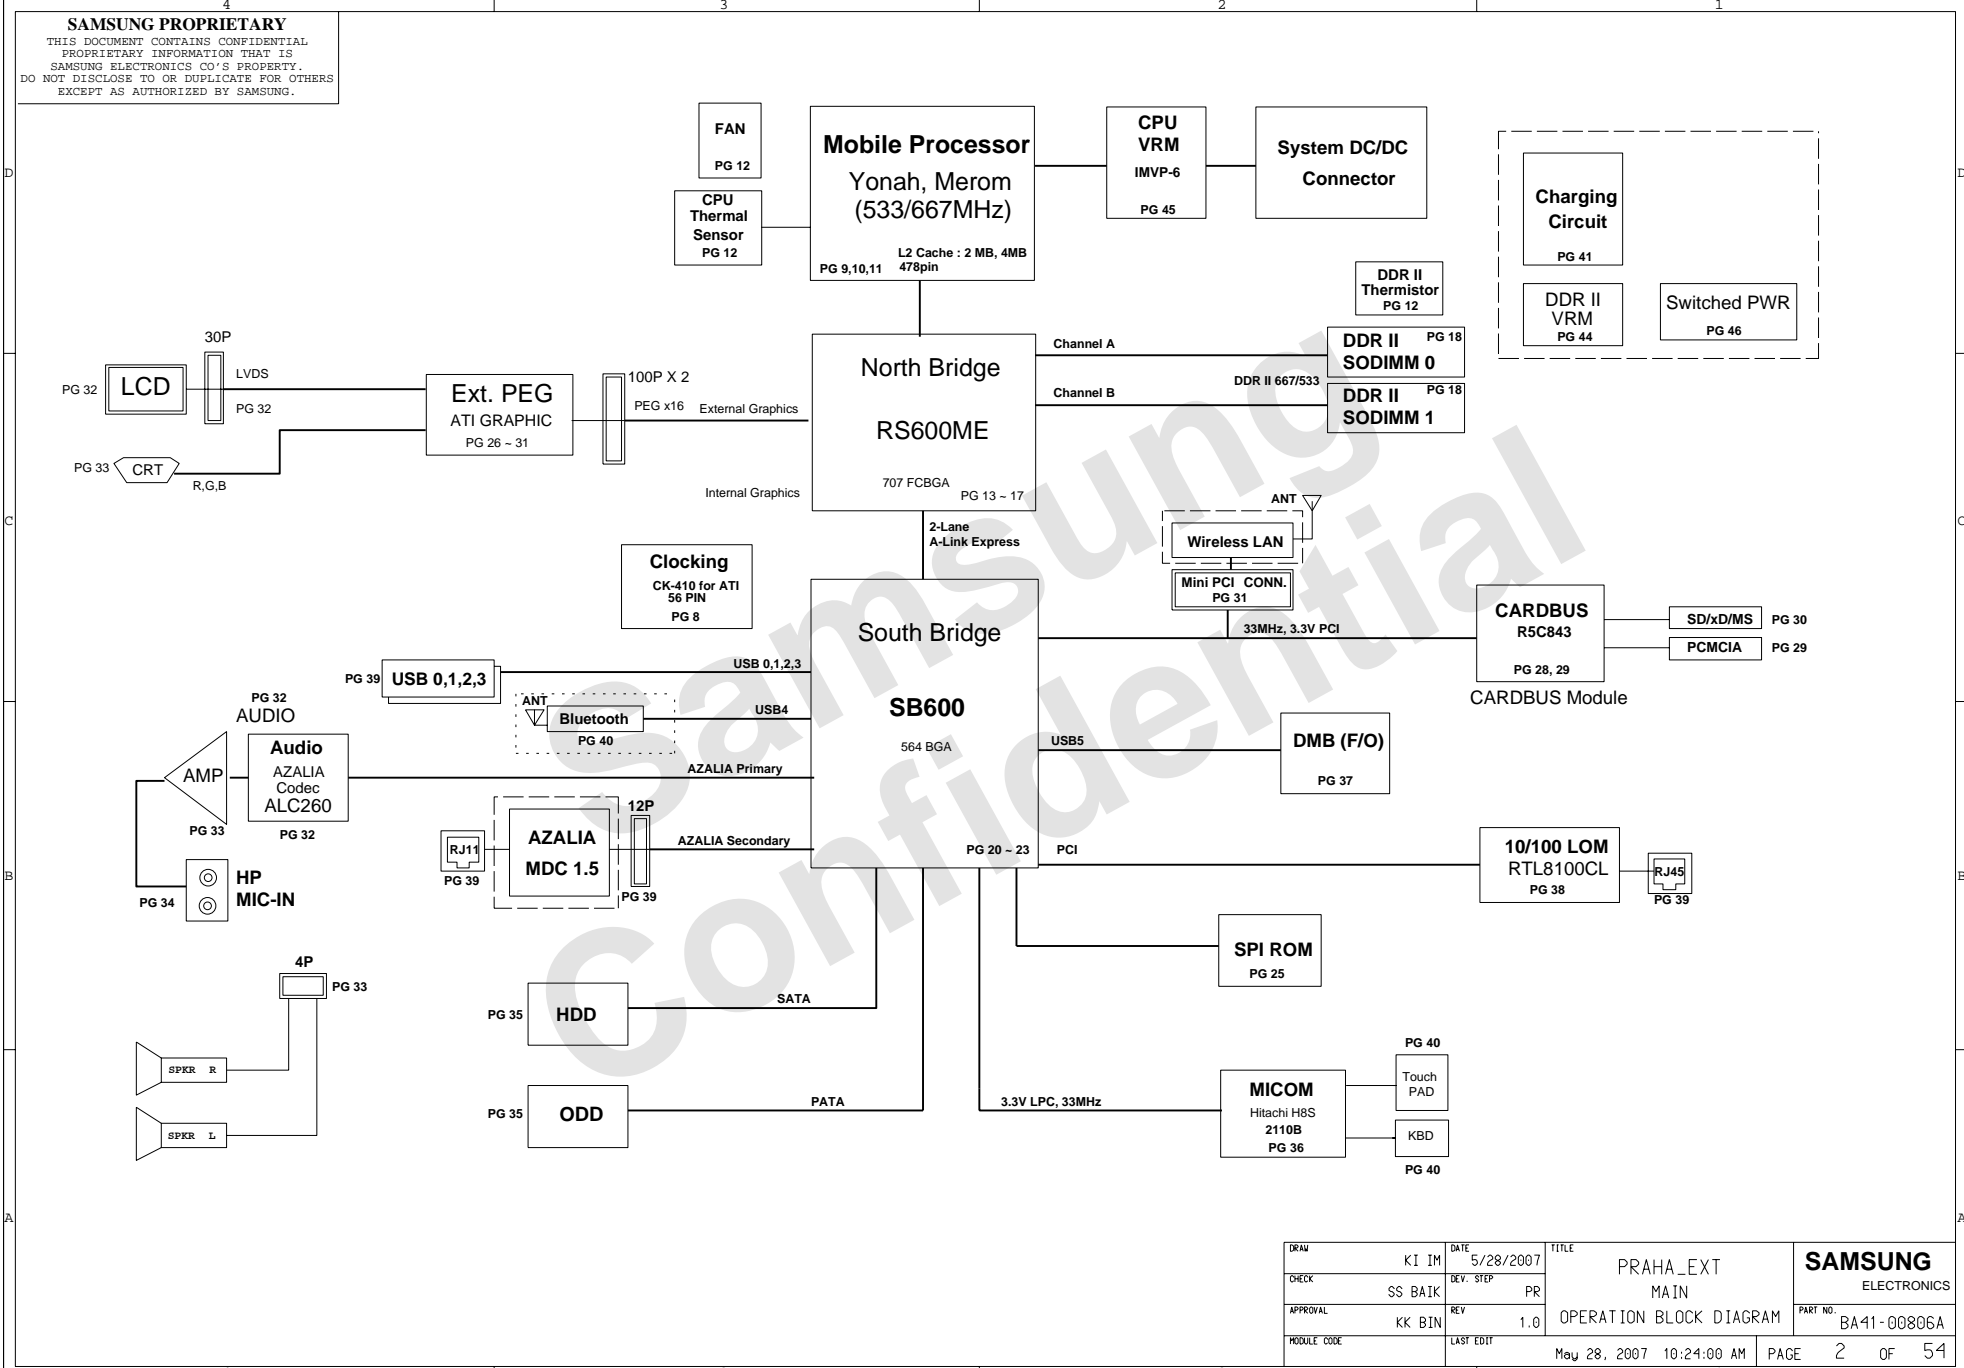 4 3 2 1
SAMSUNG PROPRIETARY
THIS DOCUMENT CONTAINS CONFIDENTIAL
PROPRIETARY INFORMATION THAT IS
SAMSUNG ELECTRONICS CO'S PROPERTY.
DO NOT DISCLOSE TO OR DUPLICATE FOR OTHERS
EXCEPT AS AUTHORIZED BY SAMSUNG.
D
D
FAN
PG 12
CPU
Thermal
Sensor
PG 12
Mobile Processor
Yonah, Merom
(533/667MHz)
L2 Cache : 2 MB, 4MB
PG 9,10,11 478pin
CPU
VRM
IMVP-6
PG 45
System DC/DC
Connector
Charging
Circuit
PG 41
DDR II
VRM
PG 44
Switched PWR
PG 46
DDR II
Thermistor
PG 12
30P
PG 32
LCD
LVDS
PG 32
PG 33
CRT
R,G,B
Ext. PEG
ATI GRAPHIC
PG 26 ~ 31
100P X 2
PEG x16
External Graphics
Internal Graphics
North Bridge
RS600ME
707 FCBGA
PG 13 ~ 17
Channel A
DDR II 667/533
Channel B
DDR II PG 18
SODIMM 0
DDR II PG 18
SODIMM 1
C
C
2-Lane
A-Link Express
ANT
Wireless LAN
Mini PCI CONN.
PG 31
33MHz, 3.3V PCI
Clocking
CK-410 for ATI
56 PIN
PG 8
CARDBUS
R5C843
PG 28, 29
CARDBUS Module
SD/xD/MS PG 30
PCMCIA PG 29
South Bridge
SB600
564 BGA
PG 20 ~ 23
PG 39
USB 0,1,2,3
USB 0,1,2,3
ANT
Bluetooth
PG 40
USB4
USB5
DMB (F/O)
PG 37
PG 32
AUDIO
AMP
PG 33
Audio
AZALIA
Codec
ALC260
PG 32
AZALIA Primary
12P
RJ11
PG 39
AZALIA
MDC 1.5
PG 39
AZALIA Secondary
PCI
10/100 LOM
RTL8100CL
PG 38
RJ45
PG 39
B
B
PG 34
HP
MIC-IN
4P
PG 33
SPKR R
SPKR L
SPI ROM
PG 25
PG 35
HDD
SATA
PG 35
ODD
PATA
3.3V LPC, 33MHz
MICOM
Hitachi H8S
2110B
PG 36
PG 40
Touch
PAD
KBD
PG 40
A
A
Samsung
Confidential
DRAW
KI IM
DATE
5/28/2007
TITLE
PRAHA_EXT
MAIN
OPERATION BLOCK DIAGRAM
SAMSUNG
ELECTRONICS
CHECK
SS BAIK
DEV. STEP
PR
APPROVAL
KK BIN
REV
1.0
PART NO.
BA41-00806A
MODULE CODE
LAST EDIT
May 28, 2007 10:24:00 AM
PAGE 2 OF 54